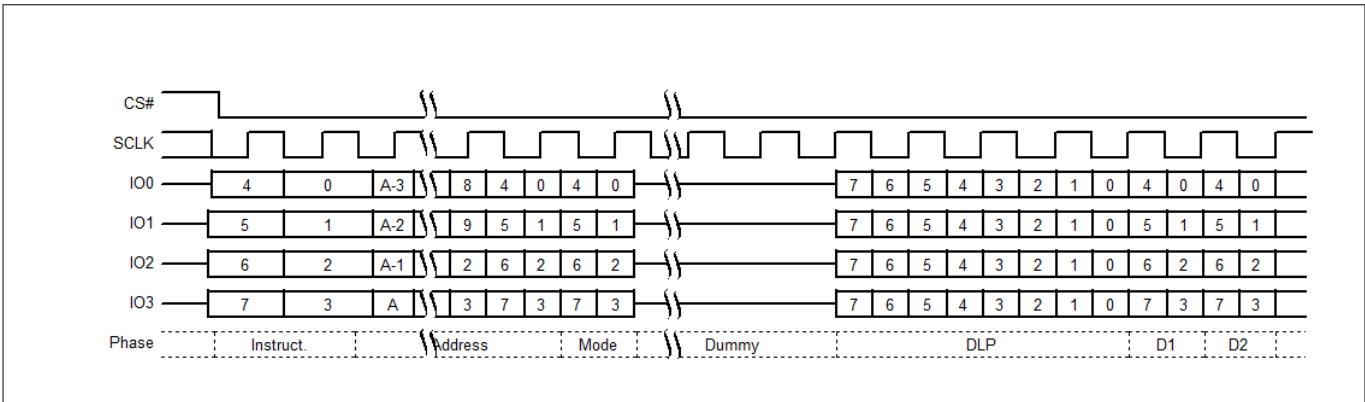 CS#
SCLK
IO0 4 0 A-3 8 4 0 4 0 7 6 5 4 3 2 1 0 4 0 4 0
IO1 5 1 A-2 9 5 1 5 1 7 6 5 4 3 2 1 0 5 1 5 1
IO2 6 2 A-1 2 6 2 6 2 7 6 5 4 3 2 1 0 6 2 6 2
IO3 7 3 A 3 7 3 7 3 7 6 5 4 3 2 1 0 7 3 7 3
Phase Instruct. Address Mode Dummy DLP D1 D2